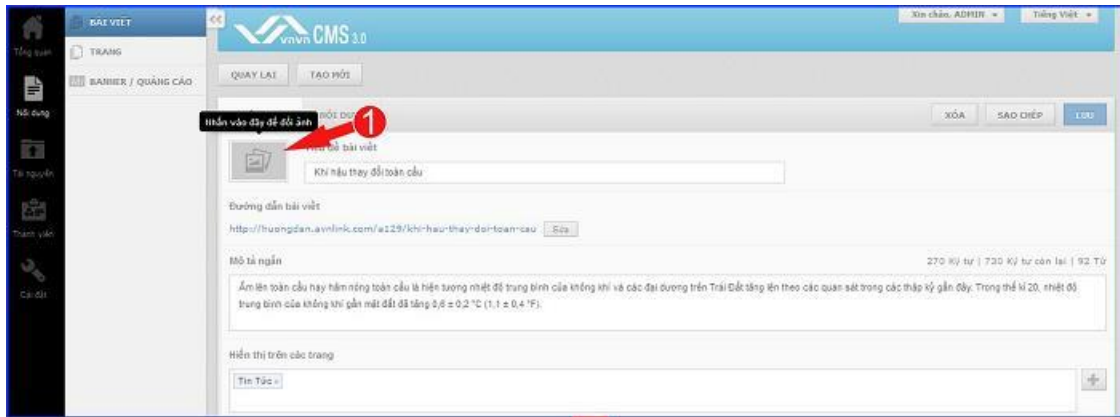 BÀI VIẾT
TRANG
BANNER / QUẢNG CÁO
Tổng quan
Nội dung
Tài nguyên
Thành viên
Cài đặt
vnvn CMS 3.0
Xin chào, ADMIN
Tiếng Việt
QUAY LẠI TẠO MỚI
Nhấn vào đây để đổi ảnh
1
XÓA SAO CHÉP LƯU
đề bài viết
Khí hậu thay đổi toàn cầu
Đường dẫn bài viết
http://huongdan.avnlink.com/a129/khi-hau-thay-doi-toan-cau Sửa
Mô tả ngắn
270 Ký tự | 730 Ký tự còn lại | 92 Từ
Ấm lên toàn cầu hay hâm nóng toàn cầu là hiện tượng nhiệt độ trung bình của không khí và các đại dương trên Trái Đất tăng lên theo các quan sát trong các thập kỷ gần đây. Trong thế kỉ 20, nhiệt độ
trung bình của không khí gần mặt đất đã tăng 0,6 ± 0,2 °C (1,1 ± 0,4 °F).
Hiển thị trên các trang
Tin Tức